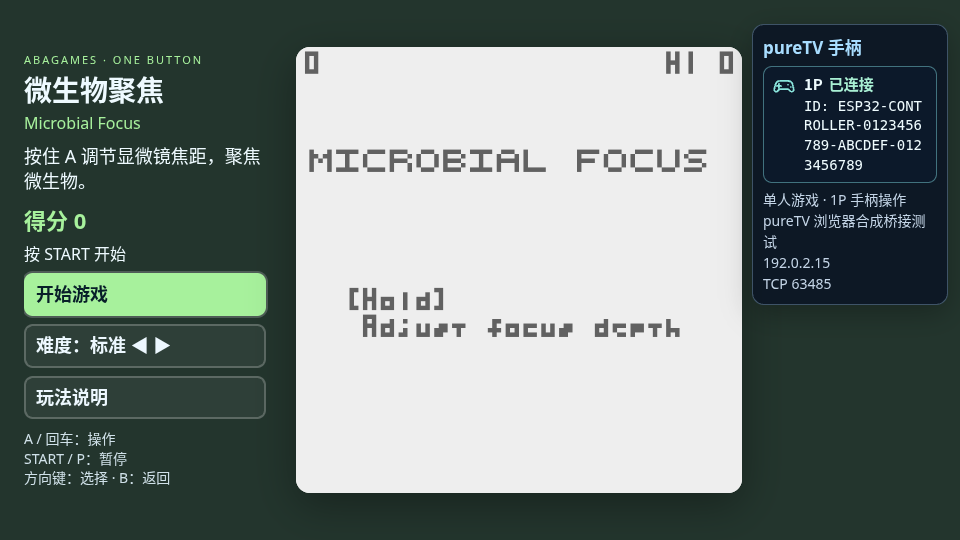 ABAGAMES · ONE BUTTON
微生物聚焦
Microbial Focus
按住 A 调节显微镜焦距，聚焦
微生物。
得分 0
按 START 开始
开始游戏
难度：标准 ◀ ▶
玩法说明
A / 回车：操作
START / P：暂停
方向键：选择 · B：返回
0
HI 0
MICROBIAL FOCUS
[Hold]
Adjust focus depth
pureTV 手柄
1P 已连接
ID: ESP32-CONT
ROLLER-0123456
789-ABCDEF-012
3456789
单人游戏 · 1P 手柄操作
pureTV 浏览器合成桥接测
试
192.0.2.15
TCP 63485